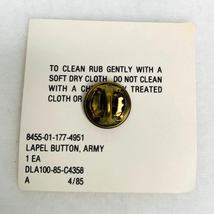 TO CLEAN RUB GENTLY WITH A
SOFT DRY CLOTH. DO NOT CLEAN
WITH A CH Y TREATED
CLOTH OR
8455-01-177-4951
LAPEL BUTTON, ARMY
1 EA
DLA100-85-C4358
A 4/85